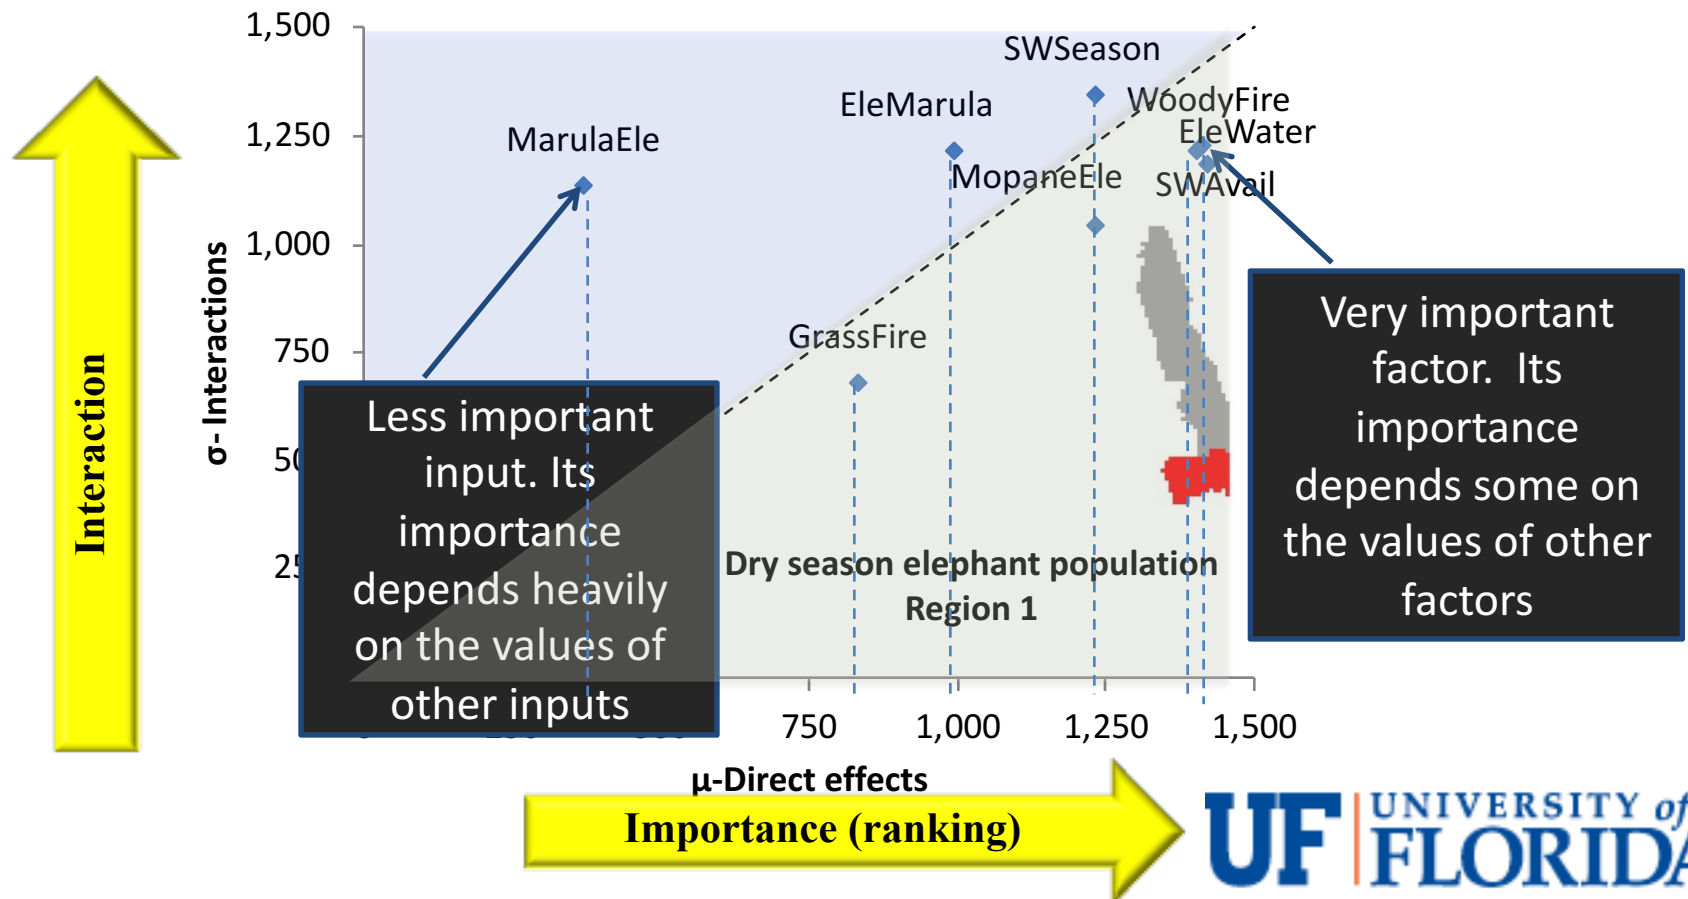 1,500
SWSeason
WoodyFire
EleMarula
1,250
EleWater
MarulaEle
MopaneEle
SWAvail
1,000
σ- Interactions
Interaction
750
GrassFire
Very important
factor. Its
importance
depends some on
the values of other
factors
Less important
input. Its
importance
depends heavily
on the values of
other inputs
Dry season elephant population
Region 1
750
1,000
1,250
1,500
μ-Direct effects
Importance (ranking)
UF
UNIVERSITY of
FLORIDA